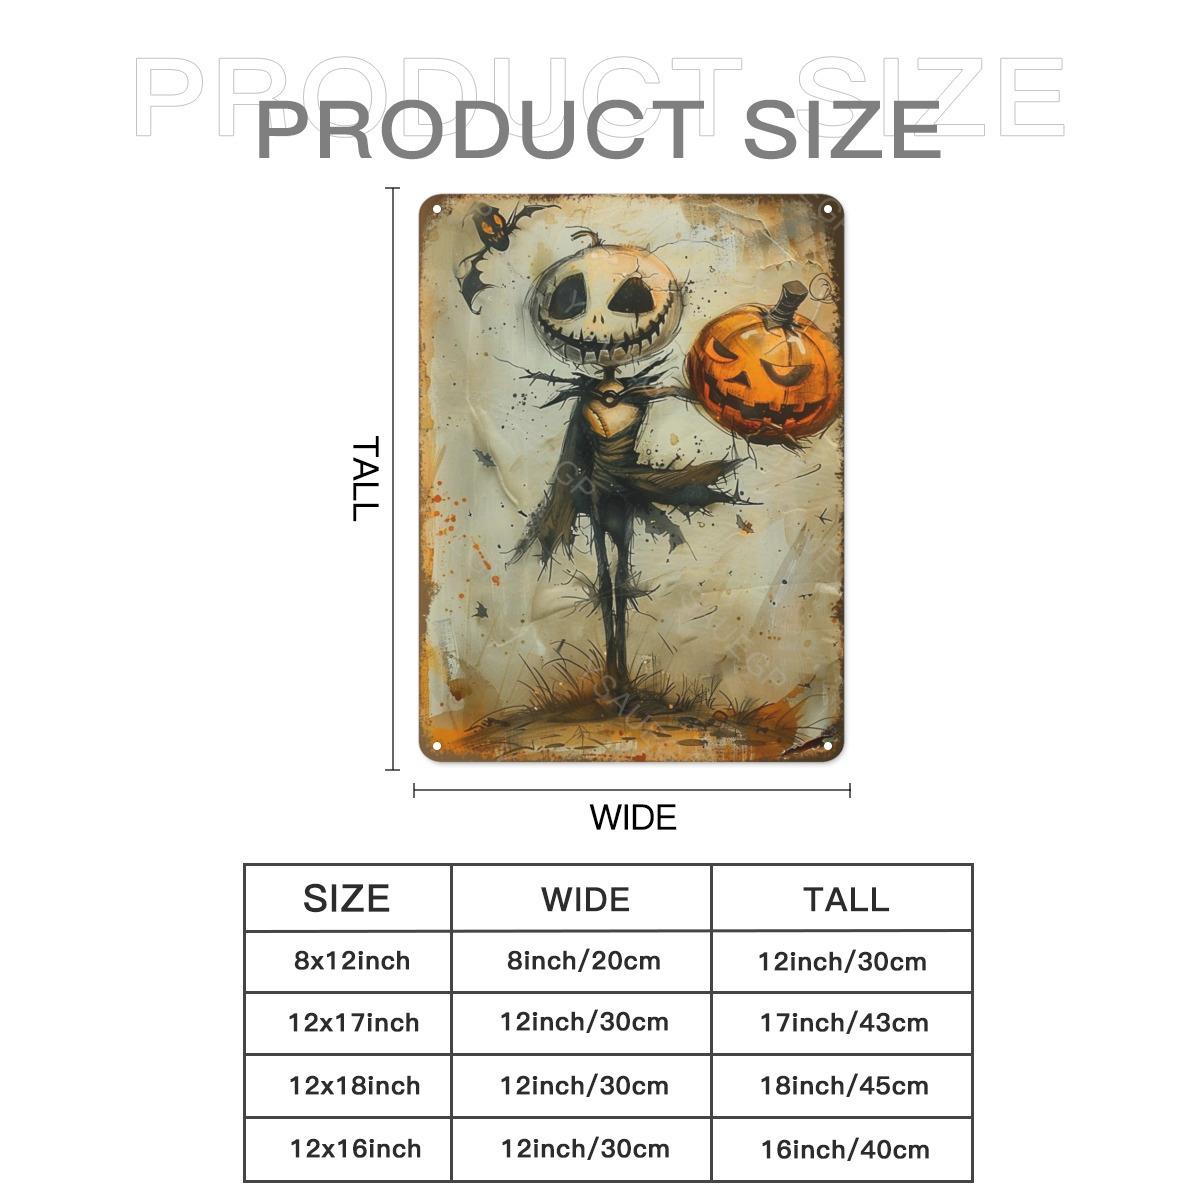 PRODUCT SIZE
PRODUCT SIZE
TALL
WIDE
SIZE WIDE TALL
8x12inch 8inch/20cm 12inch/30cm
12x17inch 12inch/30cm 17inch/43cm
12x18inch 12inch/30cm 18inch/45cm
12x16inch 12inch/30cm 16inch/40cm